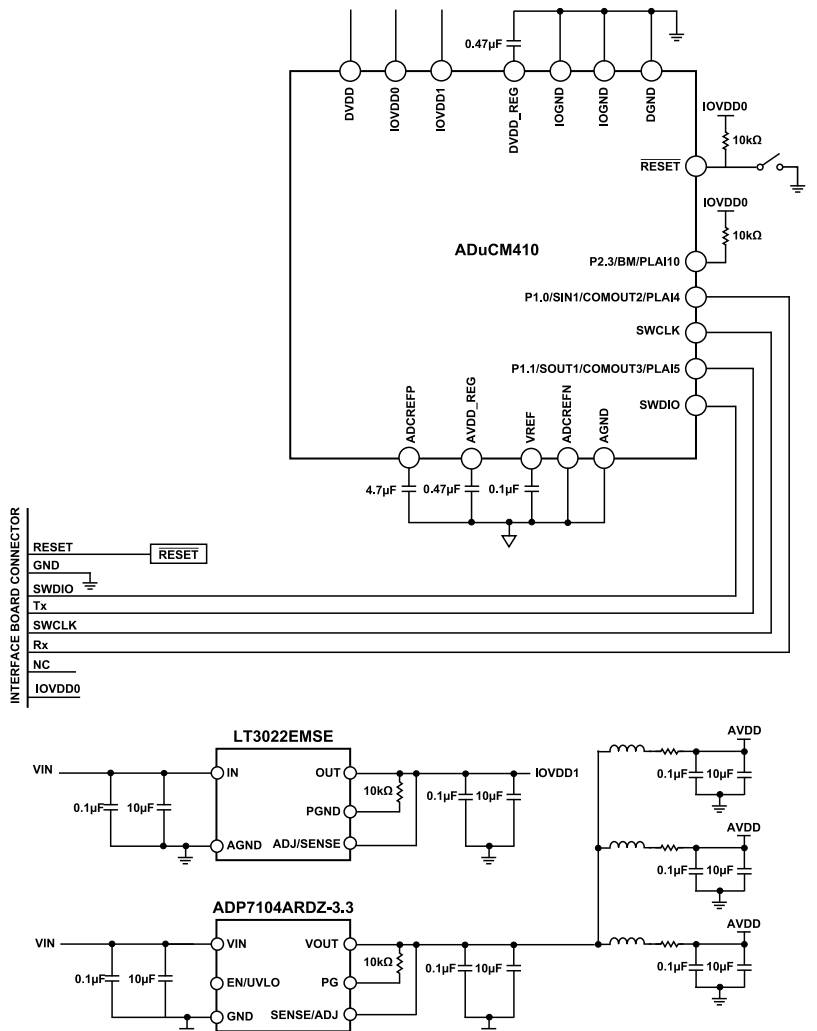 0.47µF
DVDD
IOVDD0
IOVDD1
DVDD_REG
IOGND
IOGND
DGND
IOVDD0
10kΩ
RESET
IOVDD0
10kΩ
ADuCM410
P2.3/BM/PLAI10
P1.0/SIN1/COMOUT2/PLAI4
SWCLK
P1.1/SOUT1/COMOUT3/PLAI5
SWDIO
ADCREFP
AVDD_REG
VREF
ADCREFN
AGND
4.7µF
0.47µF
0.1µF
INTERFACE BOARD CONNECTOR
RESET
RESET
GND
SWDIO
Tx
SWCLK
Rx
NC
IOVDD0
LT3022EMSE
VIN
0.1µF
10µF
IN
AGND
OUT
PGND
ADJ/SENSE
10kΩ
0.1µF
10µF
IOVDD1
AVDD
0.1µF
10µF
AVDD
0.1µF
10µF
ADP7104ARDZ-3.3
VIN
0.1µF
10µF
VIN
EN/UVLO
GND
VOUT
PG
SENSE/ADJ
10kΩ
0.1µF
10µF
AVDD
0.1µF
10µF